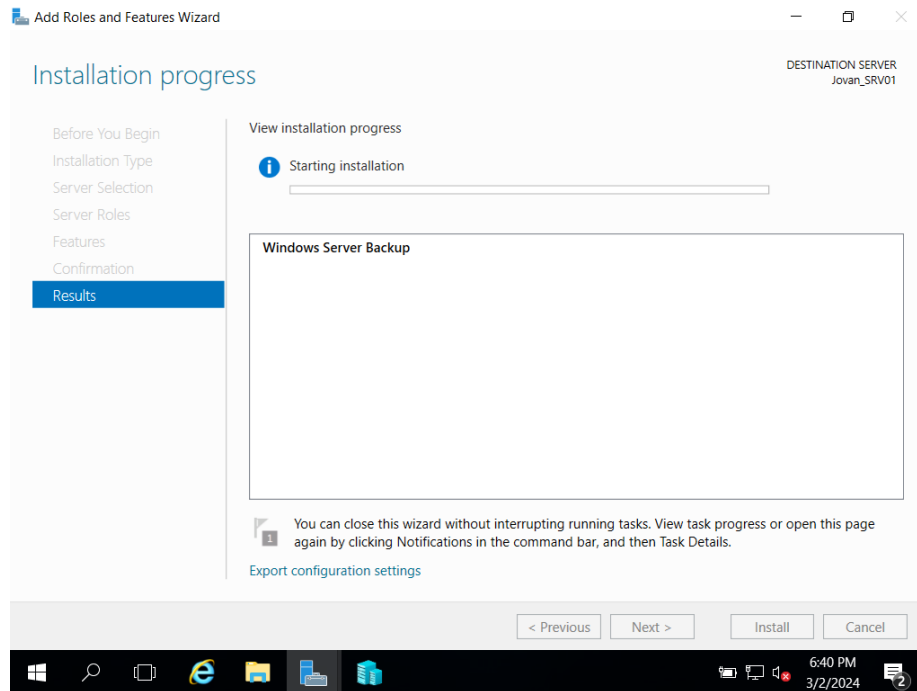 Add Roles and Features Wizard
Installation progress
DESTINATION SERVER
Jovan_SRV01
Before You Begin
Installation Type
Server Selection
Server Roles
Features
Confirmation
Results
View installation progress
Starting installation
Windows Server Backup
1
You can close this wizard without interrupting running tasks. View task progress or open this page
again by clicking Notifications in the command bar, and then Task Details.
Export configuration settings
< Previous
Next >
Install
Cancel
6:40 PM
3/2/2024
2